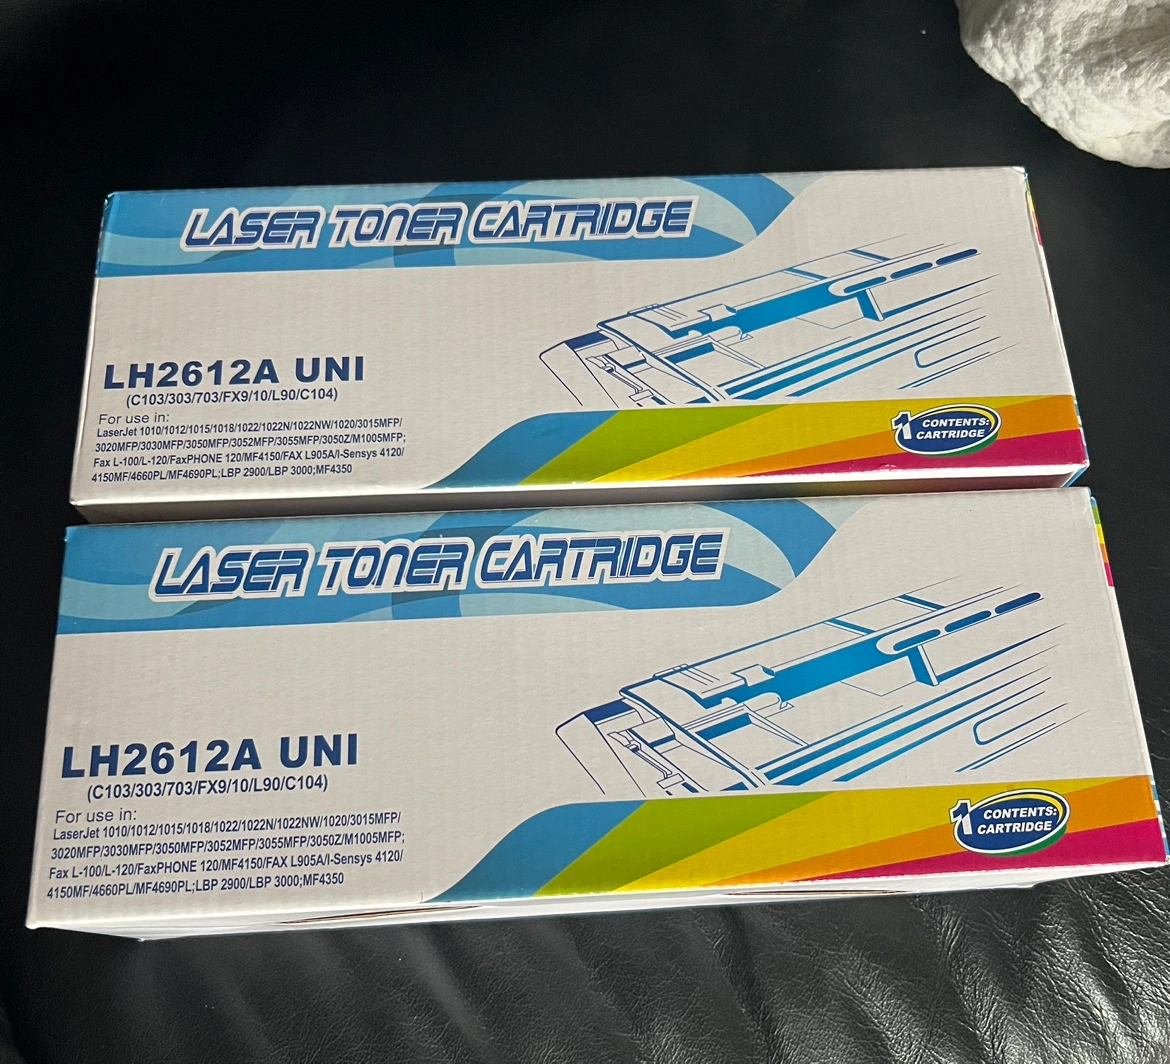 LASER TONER CARTRIDGE
LH2612A UNI
(C103/303/703/FX9/10/L90/C104)
For use in:
LaserJet 1010/1012/1015/1018/1022/1022N/1022NW/1020/3015MFP/
3020MFP/3030MFP/3050MFP/3052MFP/3055MFP/3050Z/M1005MFP;
Fax L-100/L-120/FaxPHONE 120/MF4150/FAX L905A/I-Sensys 4120/
4150MF/4660PL/MF4690PL;LBP 2900/LBP 3000;MF4350
1 CONTENTS:
CARTRIDGE
LASER TONER CARTRIDGE
LH2612A UNI
(C103/303/703/FX9/10/L90/C104)
For use in:
LaserJet 1010/1012/1015/1018/1022/1022N/1022NW/1020/3015MFP/
3020MFP/3030MFP/3050MFP/3052MFP/3055MFP/3050Z/M1005MFP;
Fax L-100/L-120/FaxPHONE 120/MF4150/FAX L905A/I-Sensys 4120/
4150MF/4660PL/MF4690PL;LBP 2900/LBP 3000;MF4350
1 CONTENTS:
CARTRIDGE